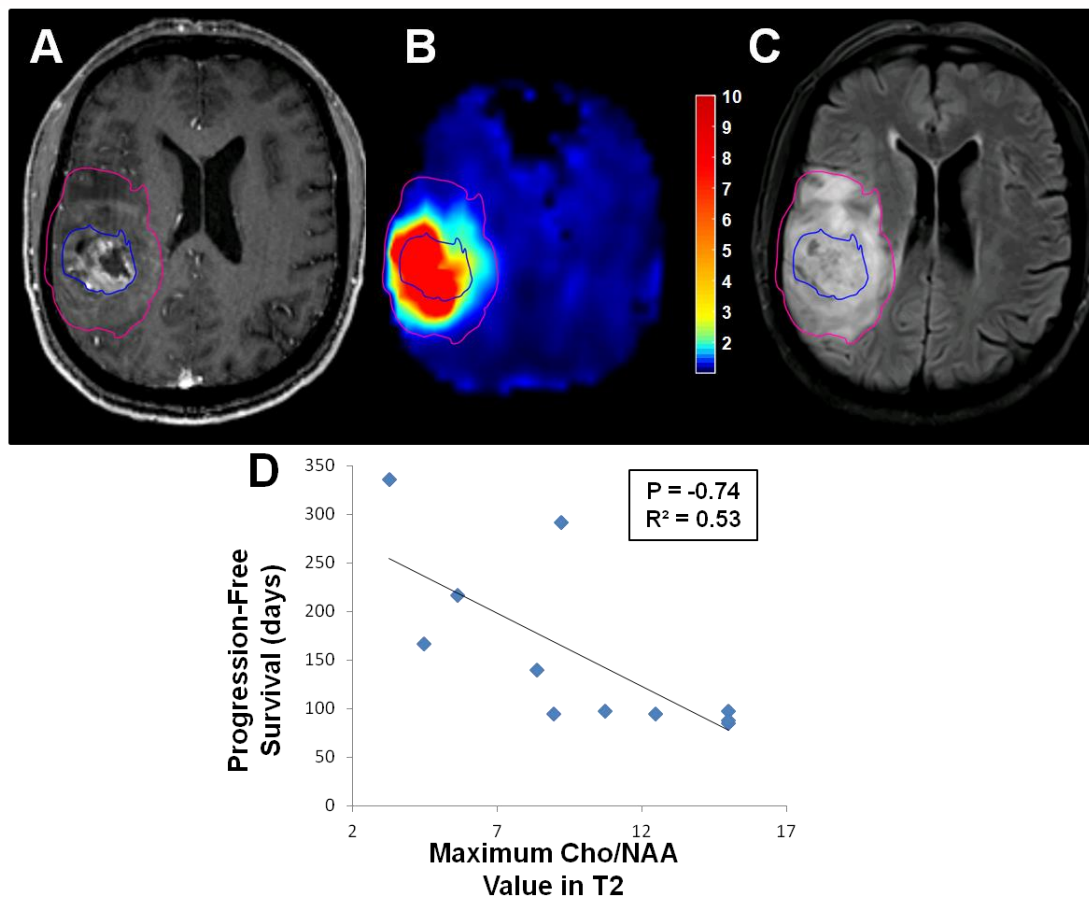 A
B
C
10
9
8
7
6
5
4
3
2
D
P = -0.74
R² = 0.53
350
300
250
200
150
100
50
0
Progression-Free
Survival (days)
2
7
12
17
Maximum Cho/NAA
Value in T2